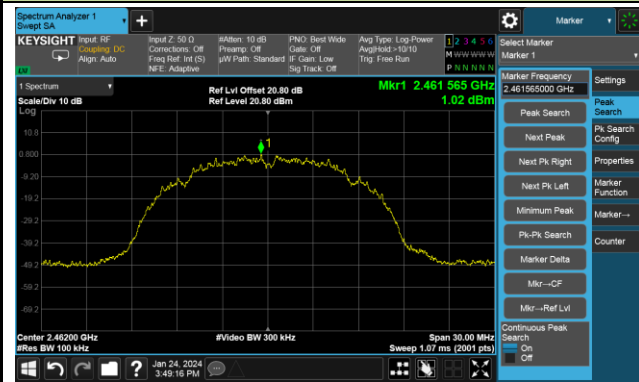 Spectrum Analyzer 1
Swept SA
Marker
KEYSIGHT
Input: RF
Coupling: DC
Align: Auto
Input Z: 50 Ω
Corrections: Off
Freq Ref: Int (S)
NFE: Adaptive
#Atten: 10 dB
Preamp: Off
µW Path: Standard
PNO: Best Wide
Gate: Off
IF Gain: Low
Sig Track: Off
Avg Type: Log-Power
Avg|Hold:>10/10
Trig: Free Run
1 2 3 4 5 6
M W W W W W
P N N N N N
Select Marker
Marker 1
LXI
1 Spectrum
Scale/Div 10 dB
Log
Ref Lvl Offset 20.80 dB
Ref Level 20.80 dBm
Mkr1 2.461 565 GHz
1.02 dBm
1
10.8
0.800
-9.20
-19.2
-29.2
-39.2
-49.2
-59.2
-69.2
Center 2.46200 GHz
#Res BW 100 kHz
#Video BW 300 kHz
Span 30.00 MHz
Sweep 1.07 ms (2001 pts)
Marker Frequency
2.461565000 GHz
Peak Search
Next Peak
Next Pk Right
Next Pk Left
Minimum Peak
Pk-Pk Search
Marker Delta
Mkr→CF
Mkr→Ref Lvl
Continuous Peak
Search
On
Off
Settings
Peak
Search
Pk Search
Config
Properties
Marker
Function
Marker→
Counter
Jan 24, 2024
3:49:16 PM